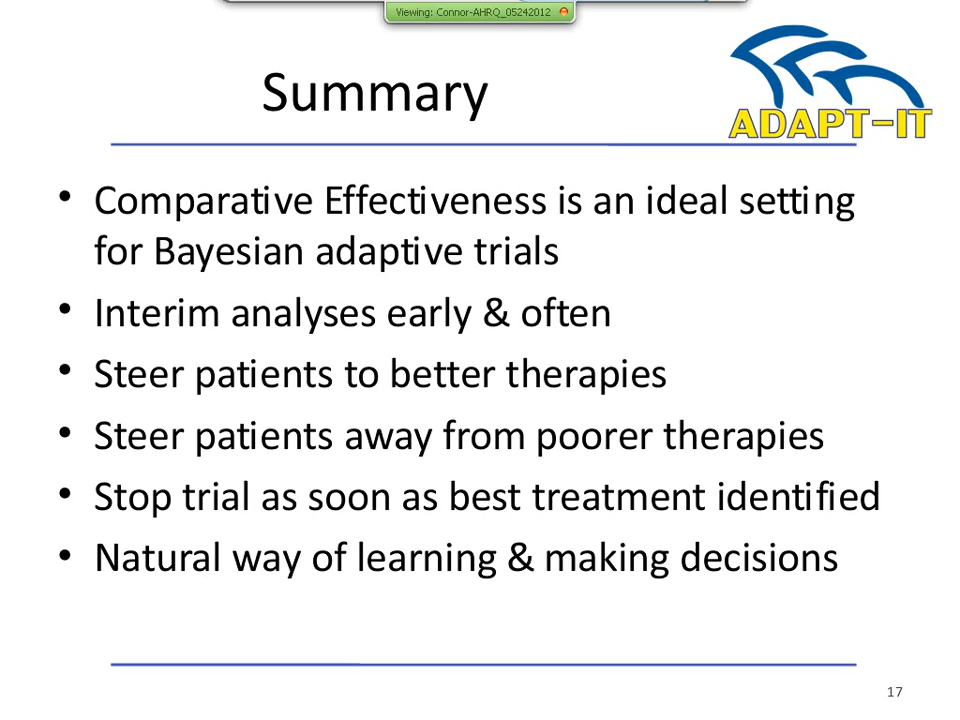 Viewing: Connor-AHRQ_05242012
Summary
ADAPT-IT
• Comparative Effectiveness is an ideal setting
for Bayesian adaptive trials
• Interim analyses early & often
• Steer patients to better therapies
• Steer patients away from poorer therapies
• Stop trial as soon as best treatment identified
• Natural way of learning & making decisions
17